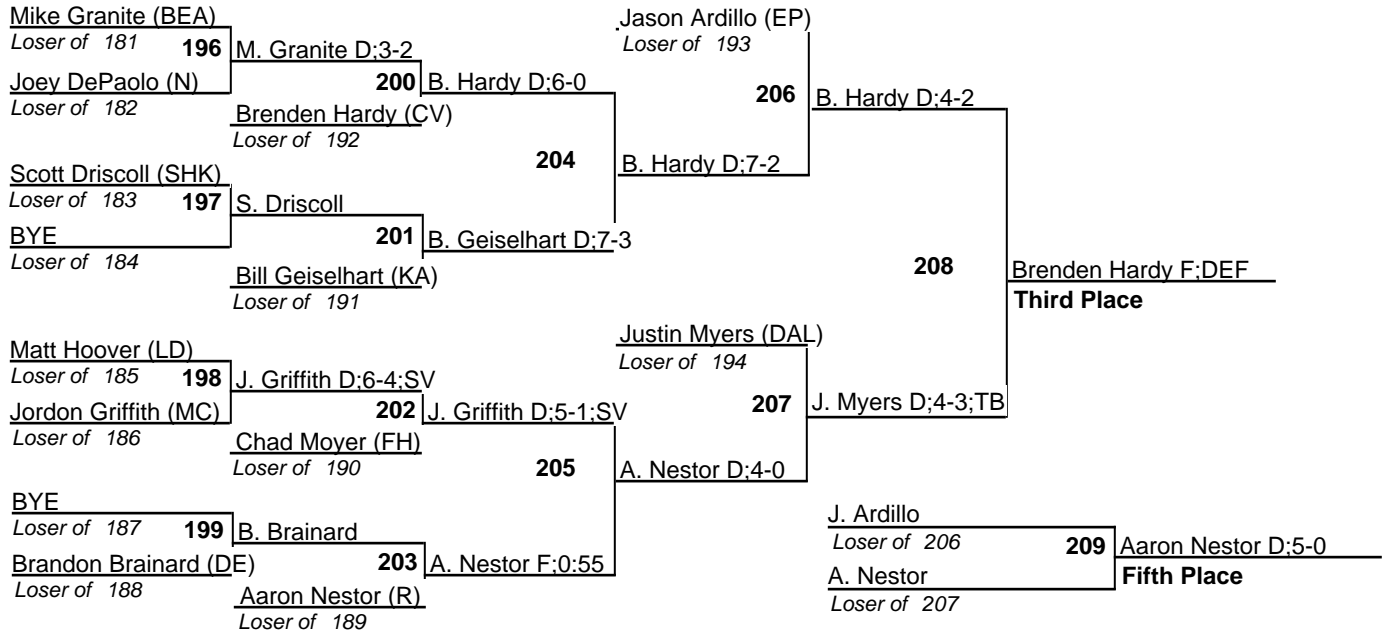 Mike Granite (BEA)
Loser of 181
196
M. Granite D;3-2
Joey DePaolo (N)
Loser of 182
200
B. Hardy D;6-0
Brenden Hardy (CV)
Loser of 192
Scott Driscoll (SHK)
Loser of 183
197
S. Driscoll
BYE
Loser of 184
201
B. Geiselhart D;7-3
Bill Geiselhart (KA)
Loser of 191
204
B. Hardy D;7-2
Jason Ardillo (EP)
Loser of 193
206
B. Hardy D;4-2
Matt Hoover (LD)
Loser of 185
198
J. Griffith D;6-4;SV
Jordon Griffith (MC)
Loser of 186
202
J. Griffith D;5-1;SV
Chad Moyer (FH)
Loser of 190
BYE
Loser of 187
199
B. Brainard
Brandon Brainard (DE)
Loser of 188
203
A. Nestor F;0:55
Aaron Nestor (R)
Loser of 189
205
A. Nestor D;4-0
Justin Myers (DAL)
Loser of 194
207
J. Myers D;4-3;TB
208
Brenden Hardy F;DEF
Third Place
J. Ardillo
Loser of 206
209
Aaron Nestor D;5-0
A. Nestor
Fifth Place
Loser of 207